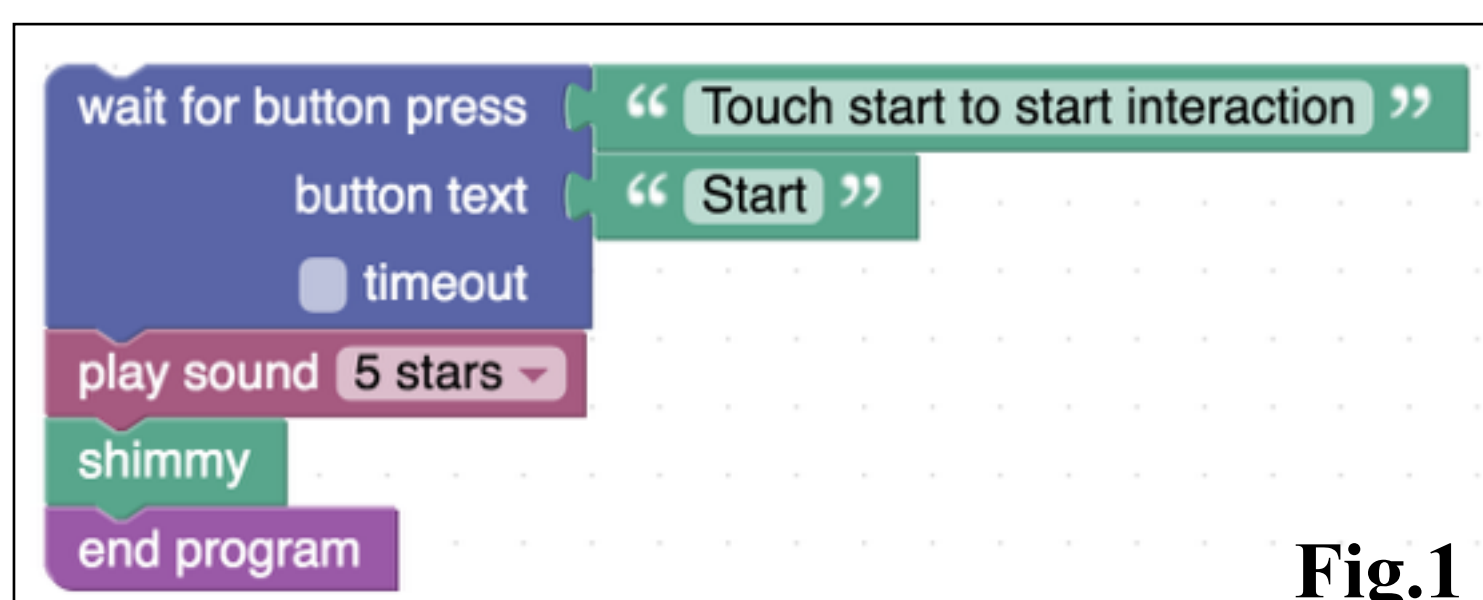 wait for button press “ Touch start to start interaction ”
button text “ Start ”
timeout
play sound 5 stars
shimmy
end program
Fig.1